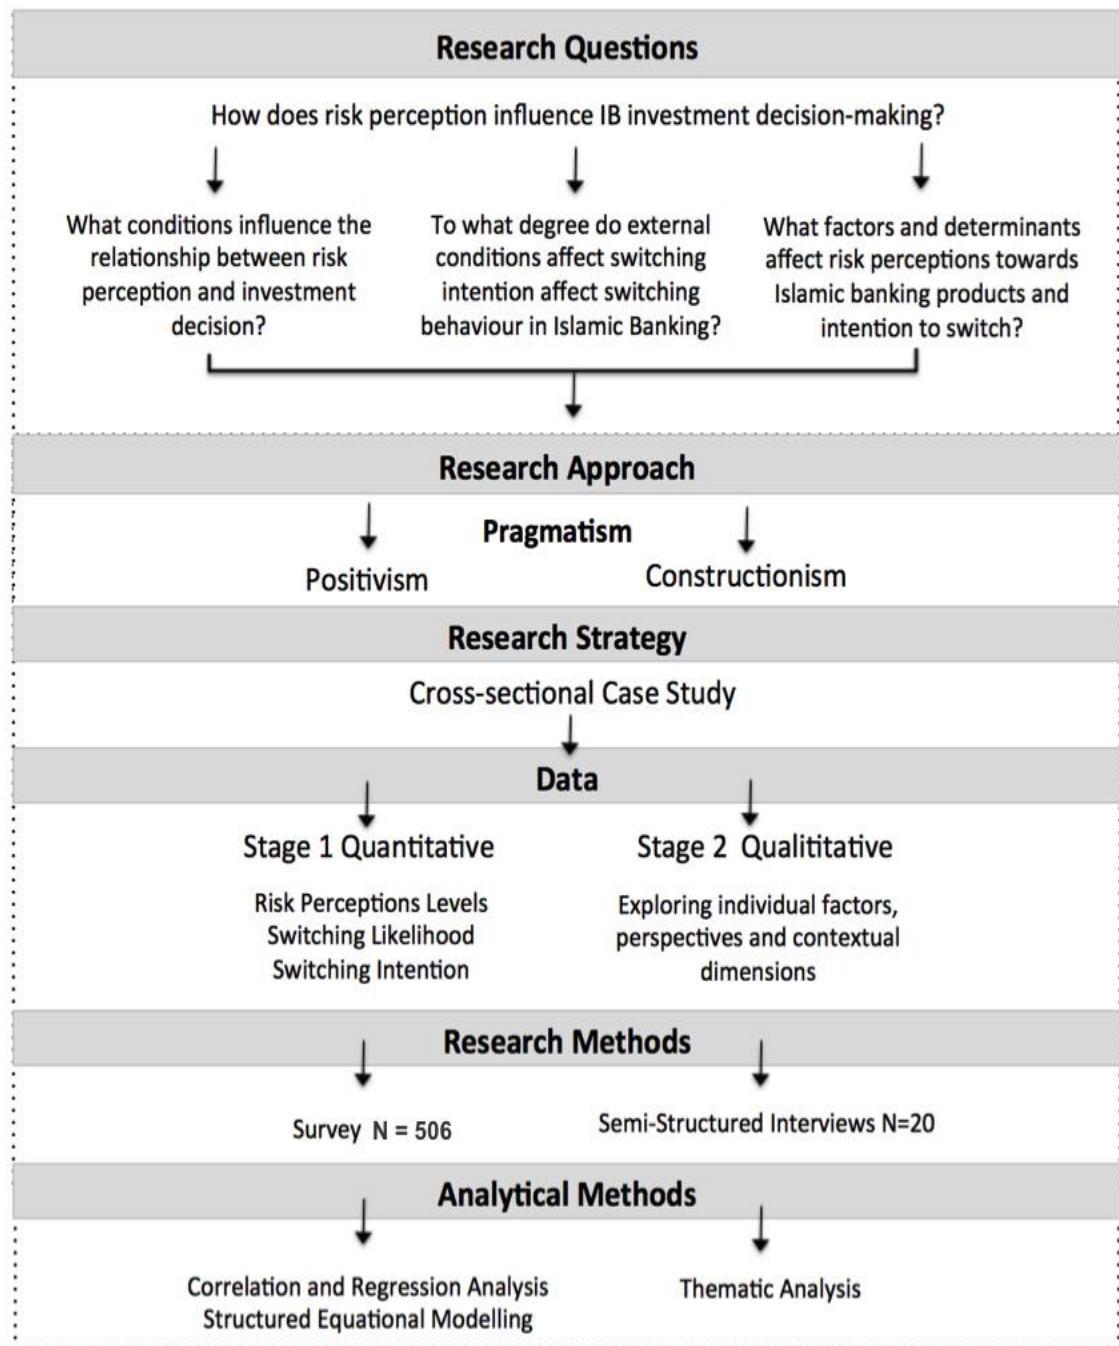 Research Questions
How does risk perception influence IB investment decision-making?
What conditions influence the
relationship between risk
perception and investment
decision?
To what degree do external
conditions affect switching
intention affect switching
behaviour in Islamic Banking?
What factors and determinants
affect risk perceptions towards
Islamic banking products and
intention to switch?
Research Approach
Pragmatism
Positivism
Constructionism
Research Strategy
Cross-sectional Case Study
Data
Stage 1 Quantitative
Risk Perceptions Levels
Switching Likelihood
Switching Intention
Stage 2 Qualititative
Exploring individual factors,
perspectives and contextual
dimensions
Research Methods
Survey N = 506
Semi-Structured Interviews N=20
Analytical Methods
Correlation and Regression Analysis
Structured Equational Modelling
Thematic Analysis